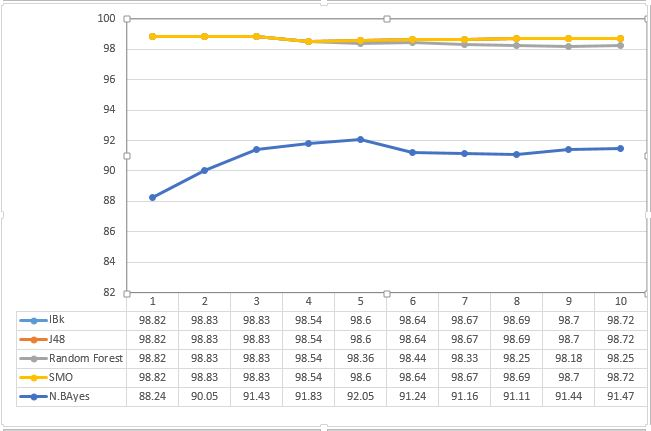 100
98
96
94
92
90
88
86
84
82
1 2 3 4 5 6 7 8 9 10
IBk 98.82 98.83 98.83 98.54 98.6 98.64 98.67 98.69 98.7 98.72
J48 98.82 98.83 98.83 98.54 98.6 98.64 98.67 98.69 98.7 98.72
Random Forest 98.82 98.83 98.83 98.54 98.36 98.44 98.33 98.25 98.18 98.25
SMO 98.82 98.83 98.83 98.54 98.6 98.64 98.67 98.69 98.7 98.72
N.BAyes 88.24 90.05 91.43 91.83 92.05 91.24 91.16 91.11 91.44 91.47